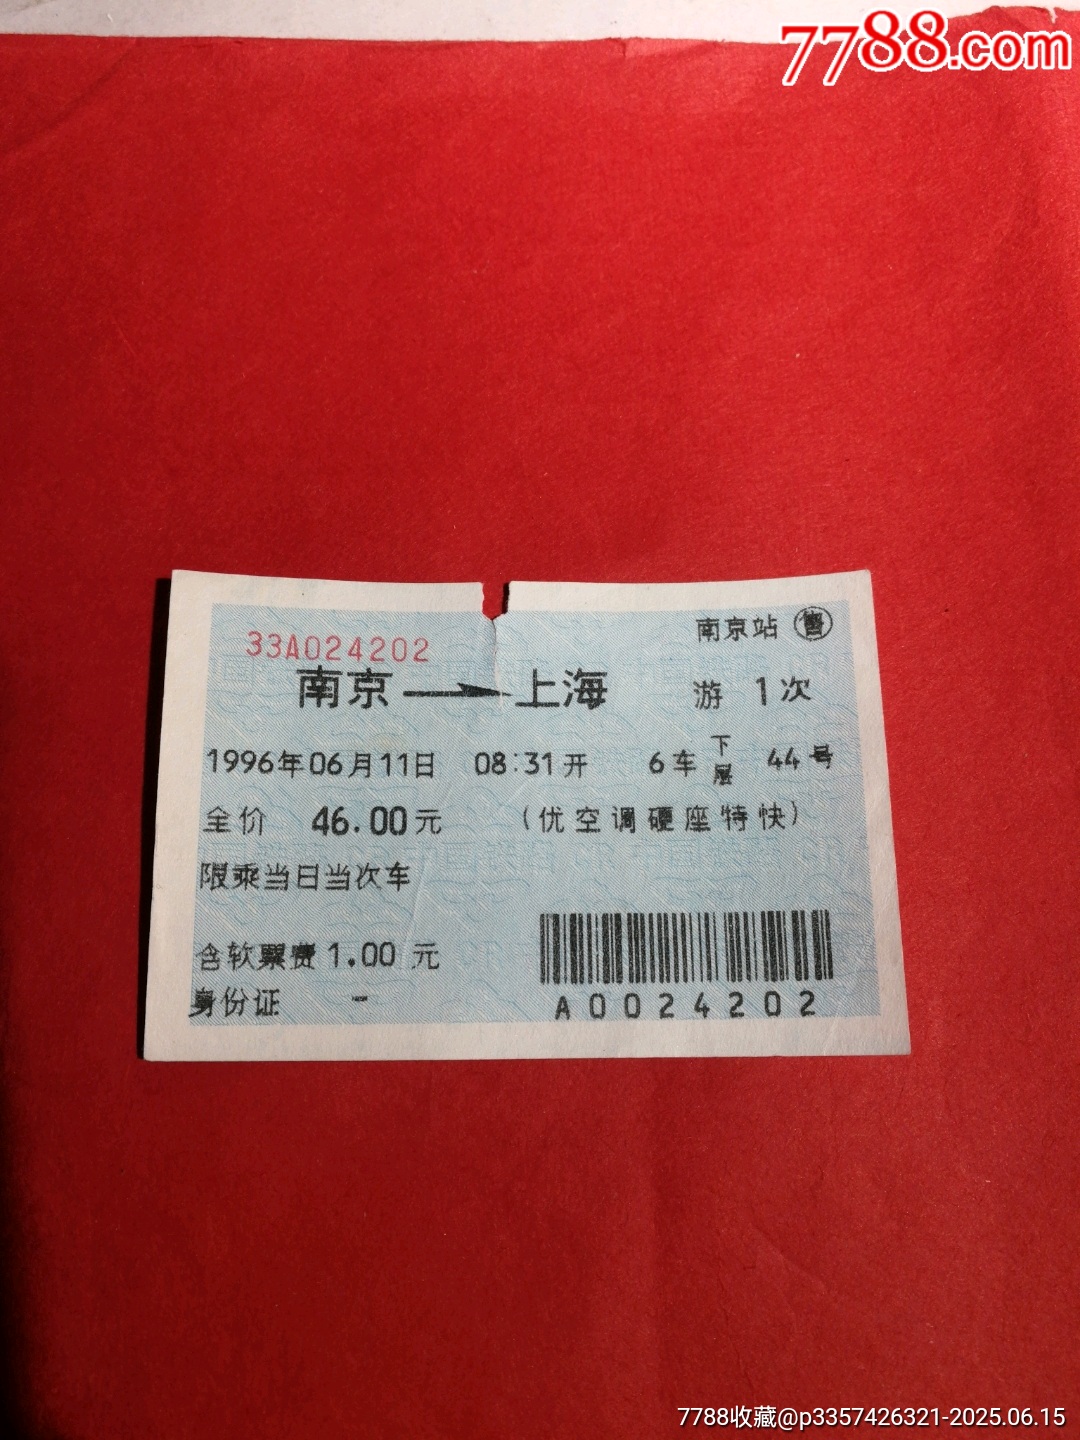 7788.com
南京站 售
33A024202
南京 上海 游 1次
1996年06月11日 08:31开 6车 下层 44号
全价 46.00元 (优空调硬座特快)
限乘当日当次车
含软票费1.00元
身份证 -
A0024202
7788收藏@p3357426321-2025.06.15